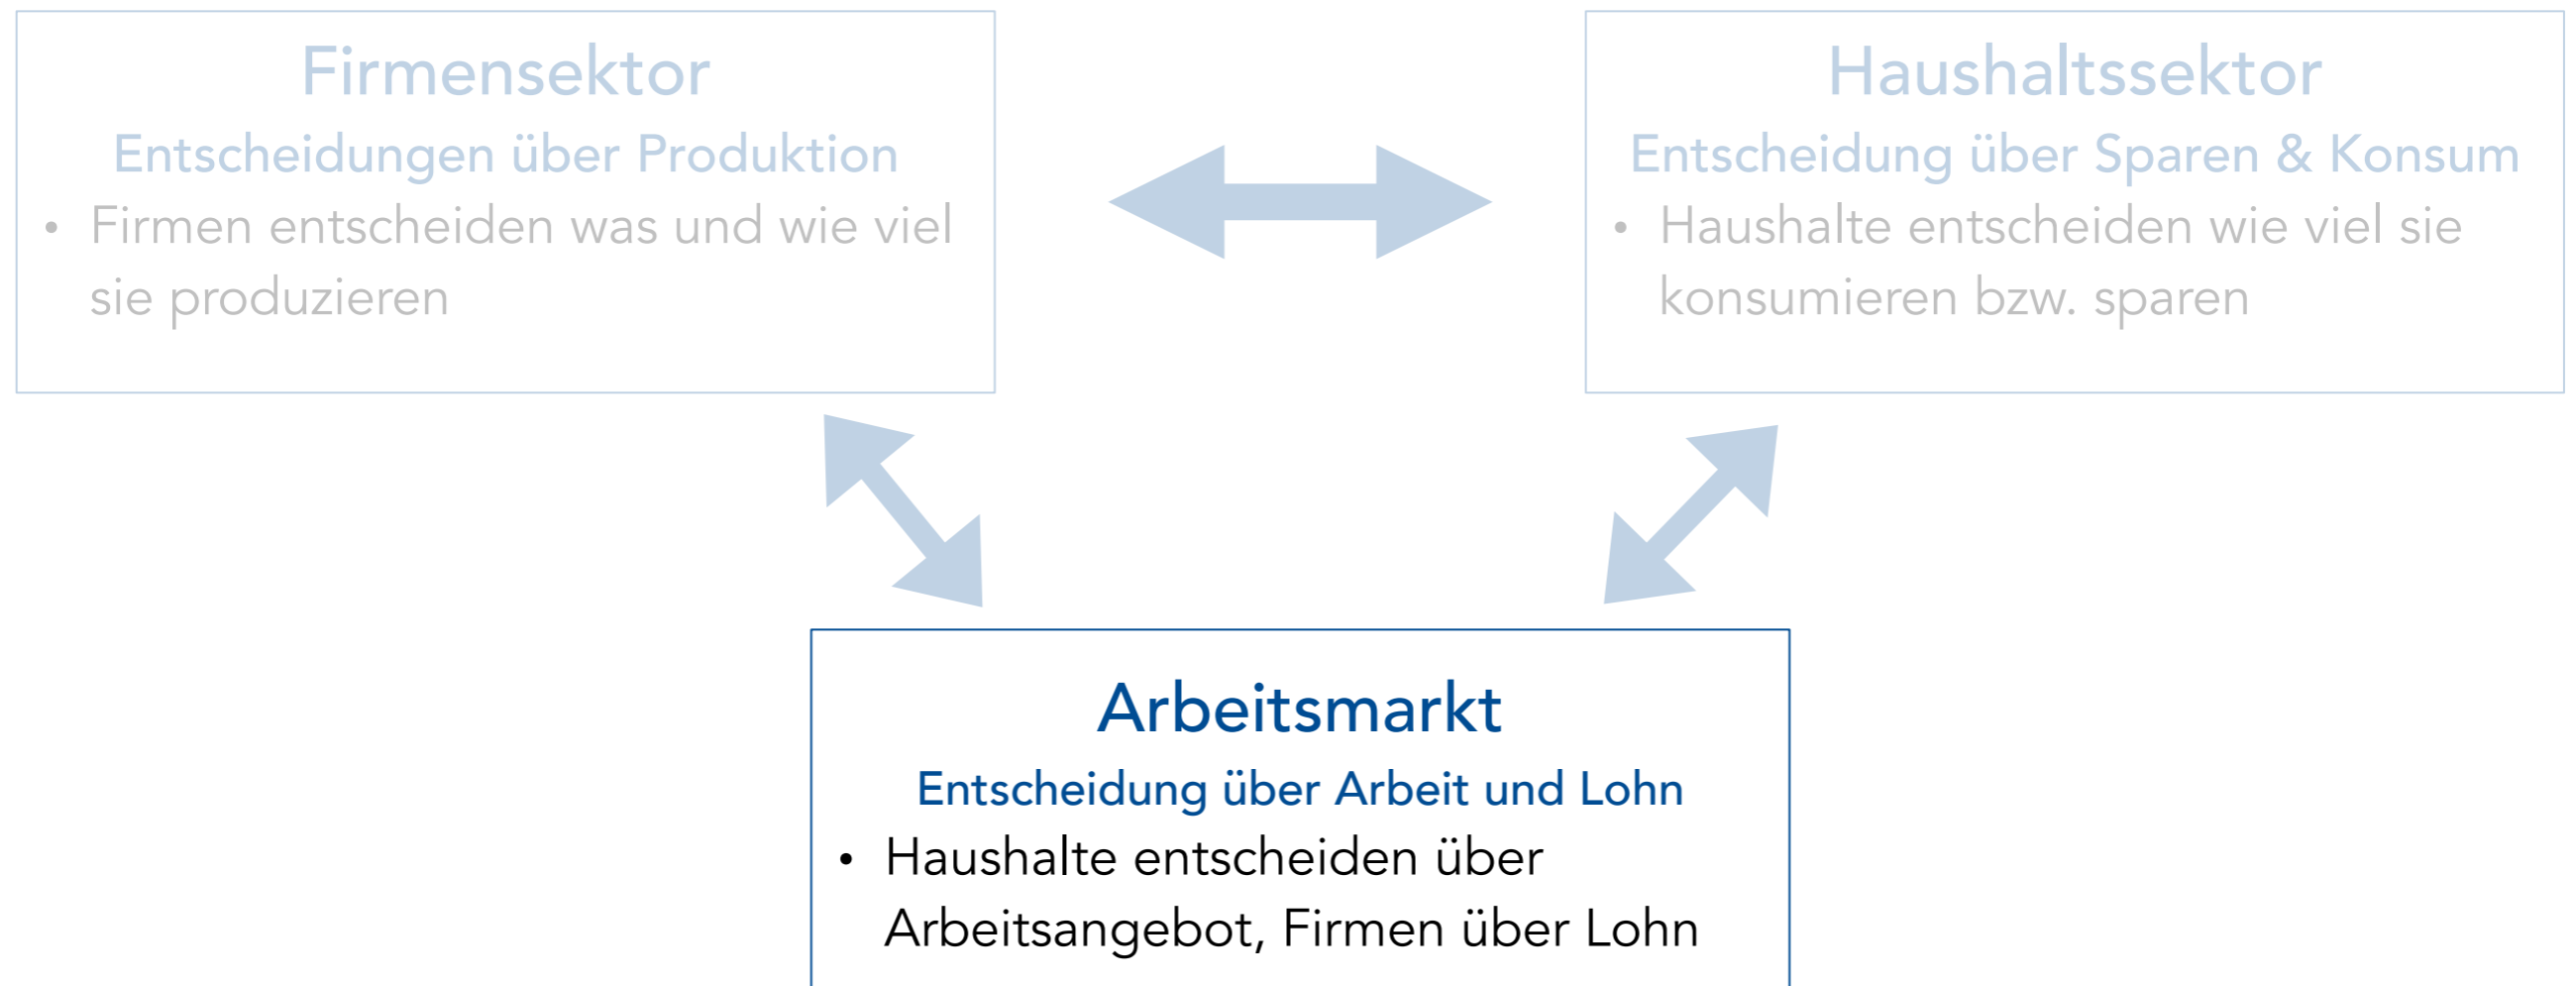 Firmensektor
Entscheidungen über Produktion
• Firmen entscheiden was und wie viel
sie produzieren
Haushaltssektor
Entscheidung über Sparen & Konsum
• Haushalte entscheiden wie viel sie
konsumieren bzw. sparen
Arbeitsmarkt
Entscheidung über Arbeit und Lohn
• Haushalte entscheiden über
Arbeitsangebot, Firmen über Lohn